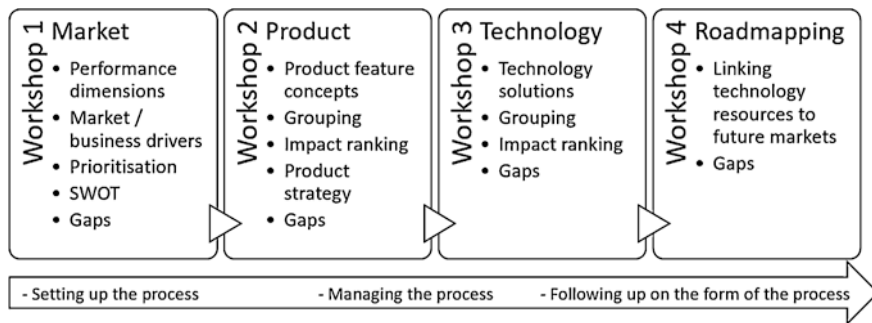 Workshop 1
Market
• Performance
dimensions
• Market /
business drivers
• Prioritisation
• SWOT
• Gaps
Workshop 2
Product
• Product feature
concepts
• Grouping
• Impact ranking
• Product
strategy
• Gaps
Workshop 3
Technology
• Technology
solutions
• Grouping
• Impact ranking
• Gaps
Workshop 4
Roadmapping
• Linking
technology
resources to
future markets
• Gaps
- Setting up the process
- Managing the process
- Following up on the form of the process